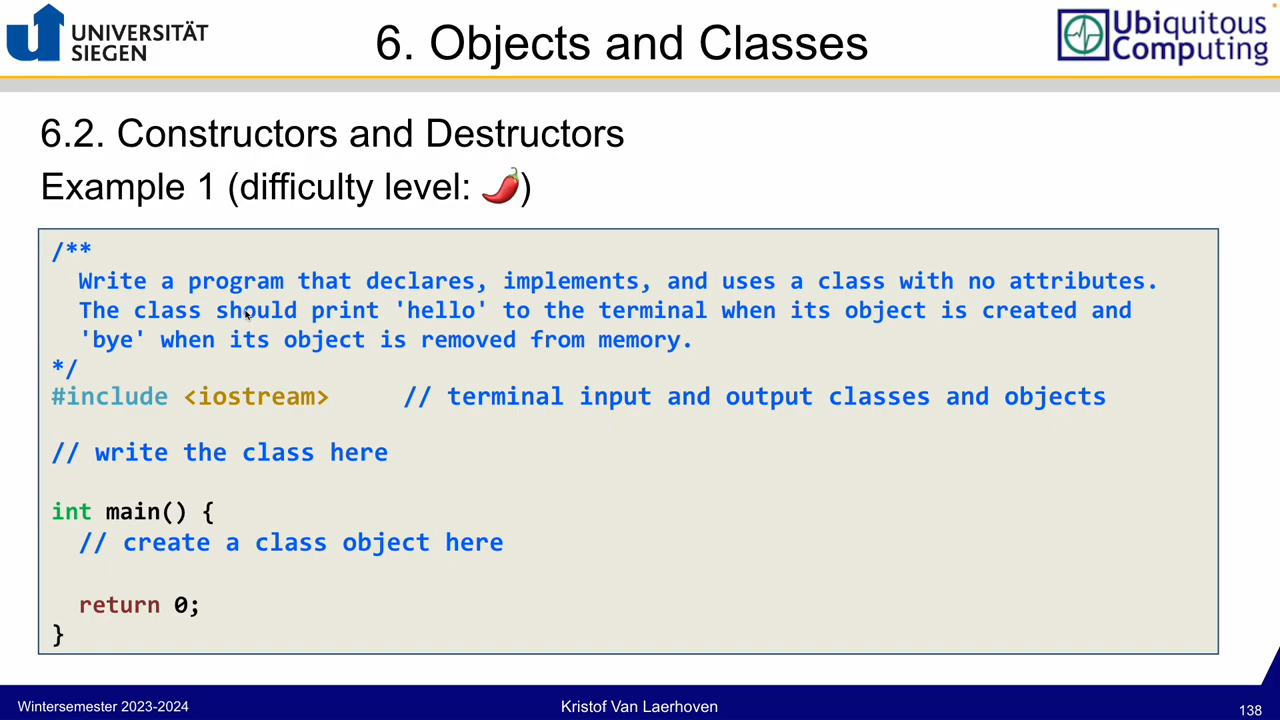 UNIVERSITÄT
SIEGEN
6. Objects and Classes
Ubiquitous
Computing
6.2. Constructors and Destructors
Example 1 (difficulty level: 🌶️)
/**
  Write a program that declares, implements, and uses a class with no attributes.
  The class should print 'hello' to the terminal when its object is created and
  'bye' when its object is removed from memory.
*/
#include <iostream>     // terminal input and output classes and objects
// write the class here
int main() {
  // create a class object here
  return 0;
}
Wintersemester 2023-2024
Kristof Van Laerhoven
138